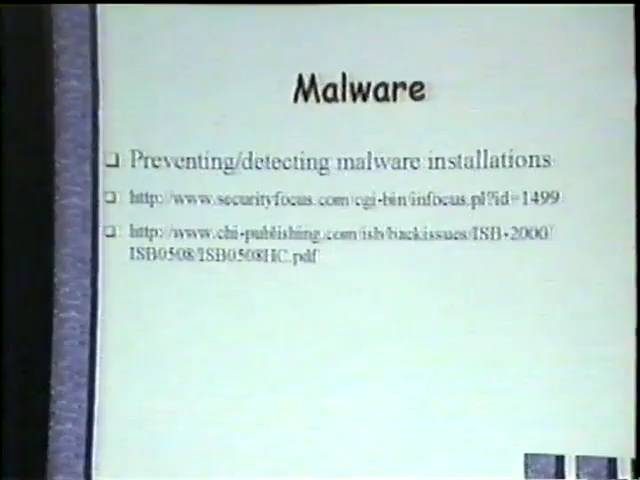 Malware
Preventing/detecting malware installations
http://www.securityfocus.com/cgi-bin/infocus.pl?id=1499
http://www.chi-publishing.com/isb/backissues/ISB-2000/
ISB0508/ISB0508HC.pdf